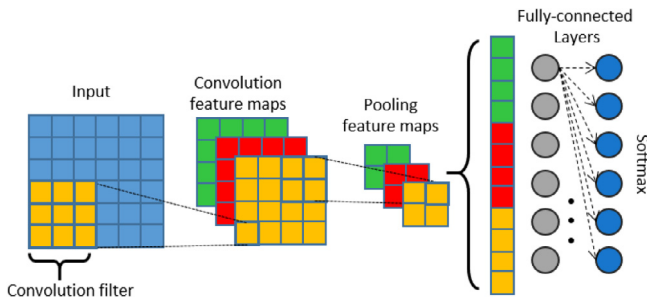 Fully-connected
Layers
Input
Convolution
feature maps
Pooling
feature maps
Softmax
Convolution filter